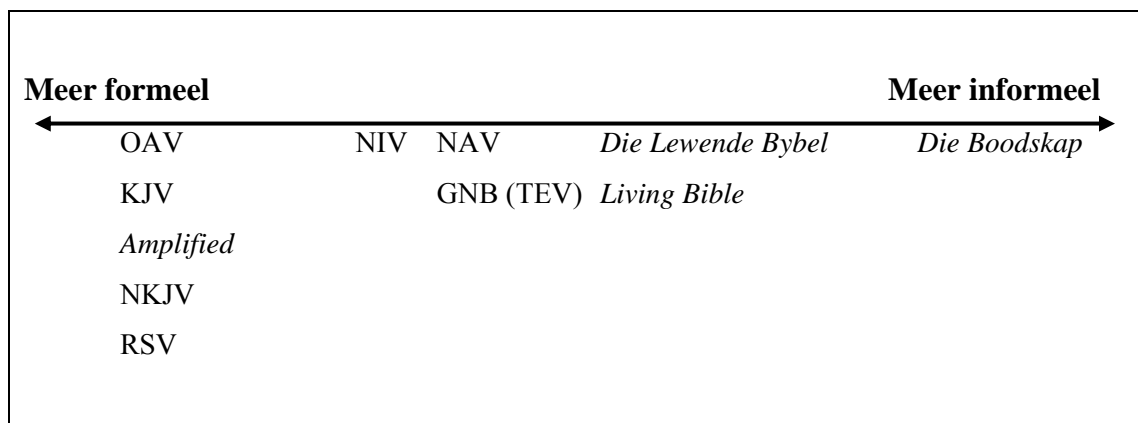 Meer formeel Meer informeel
OAV NIV NAV Die Lewende Bybel Die Boodskap
KJV GNB (TEV) Living Bible
Amplified
NKJV
RSV